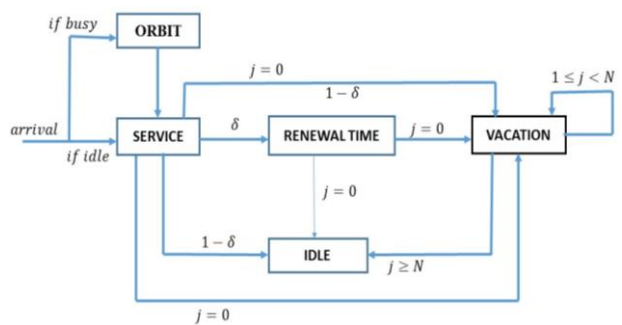 if busy
ORBIT
j = 0
1 − δ
1 ≤ j < N
arrival
if idle
SERVICE
δ
RENEWAL TIME
j = 0
VACATION
j = 0
1 − δ
IDLE
j ≥ N
j = 0